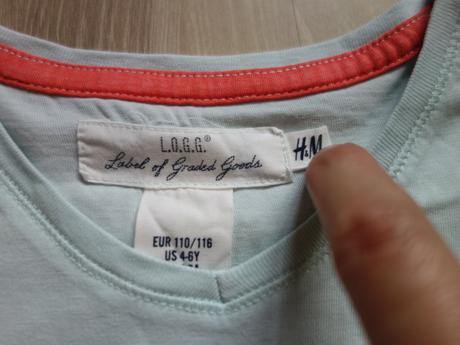 L.O.G.G.®
Label of Graded Goods
H&M
EUR 110/116
US 4-6Y